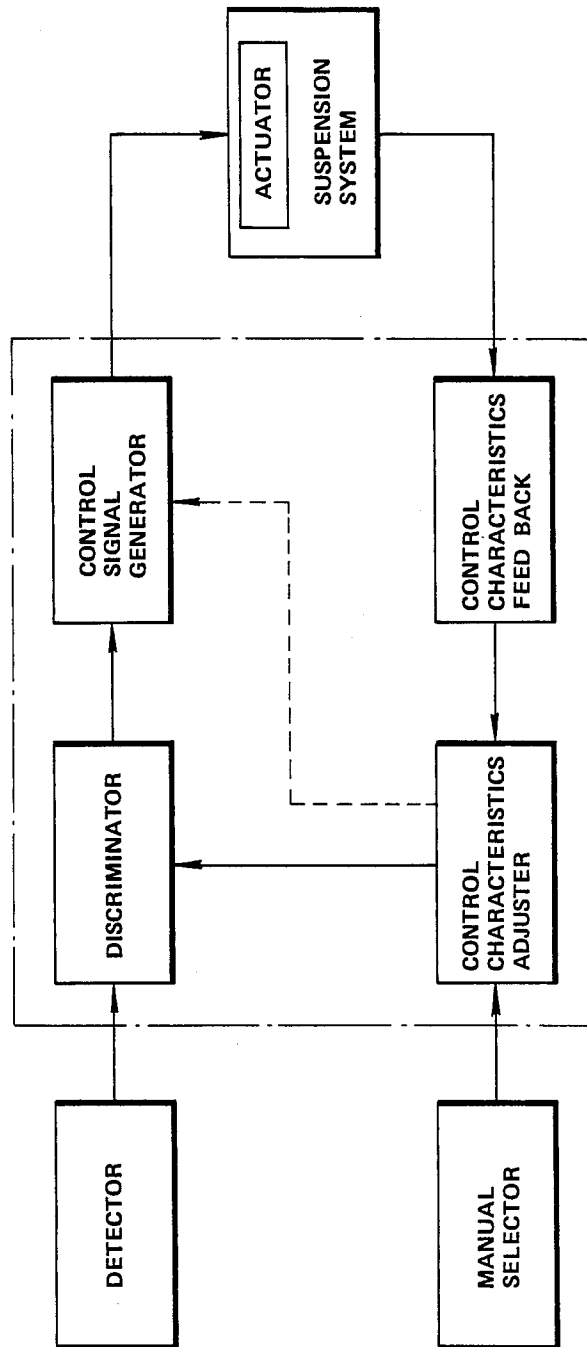 DETECTOR
DISCRIMINATOR
CONTROL
SIGNAL
GENERATOR
ACTUATOR
SUSPENSION
SYSTEM
MANUAL
SELECTOR
CONTROL
CHARACTERISTICS
ADJUSTER
CONTROL
CHARACTERISTICS
FEED BACK